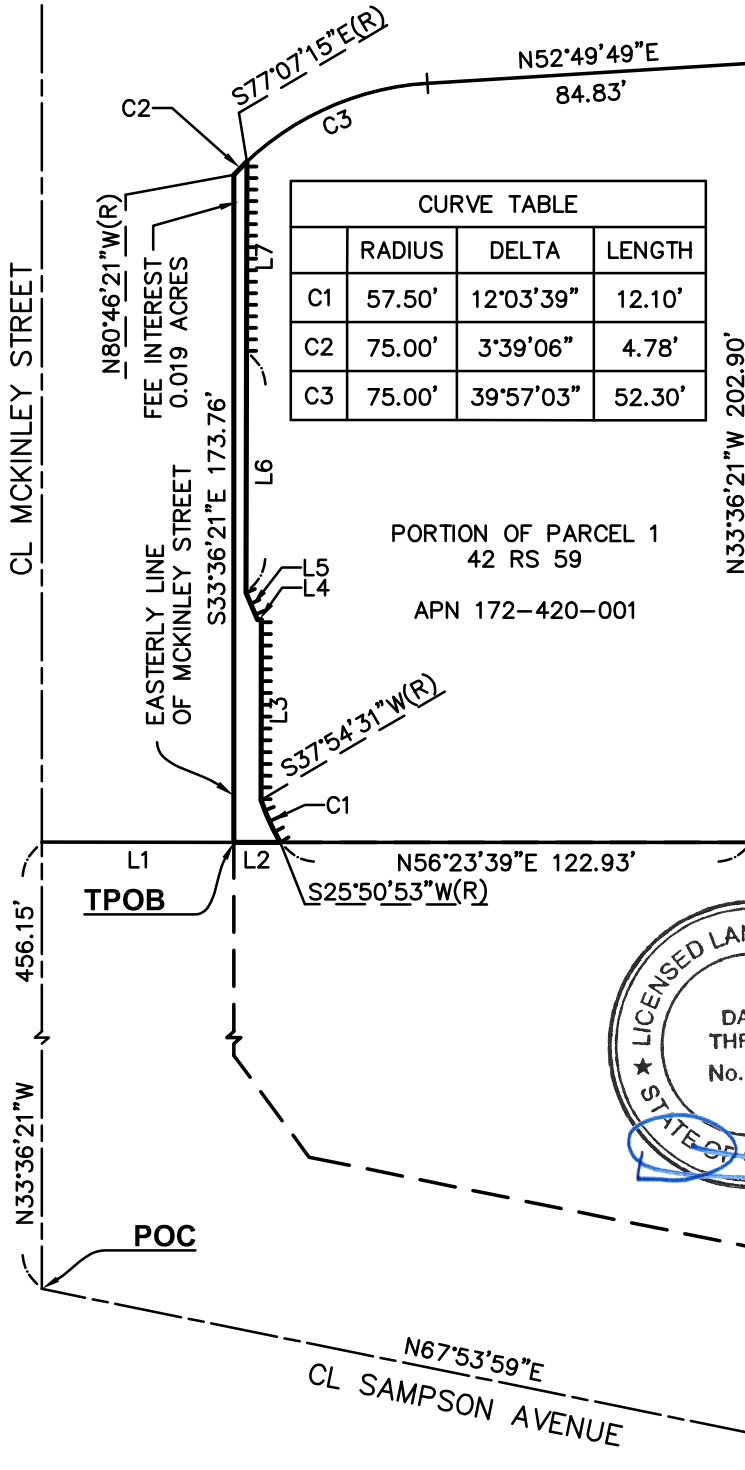 S77°07'15"E(R)
N52°49'49"E
84.83'
C2
C3
N80°46'21"W(R)
FEE INTEREST
0.019 ACRES
L7
CURVE TABLE
RADIUS DELTA LENGTH
C1 57.50' 12°03'39" 12.10'
C2 75.00' 3°39'06" 4.78'
C3 75.00' 39°57'03" 52.30'
CL MCKINLEY STREET
S33°36'21"E 173.76'
N33°36'21"W 202.90'
L6
EASTERLY LINE
OF MCKINLEY STREET
PORTION OF PARCEL 1
42 RS 59
APN 172-420-001
L5
L4
L3
S37°54'31"W(R)
C1
L1
L2
N56°23'39"E 122.93'
S25°50'53"W(R)
TPOB
456.15'
N33°36'21"W
LICENSED LAN
DA
THR
No.
★ STATE OF
POC
N67°53'59"E
CL SAMPSON AVENUE